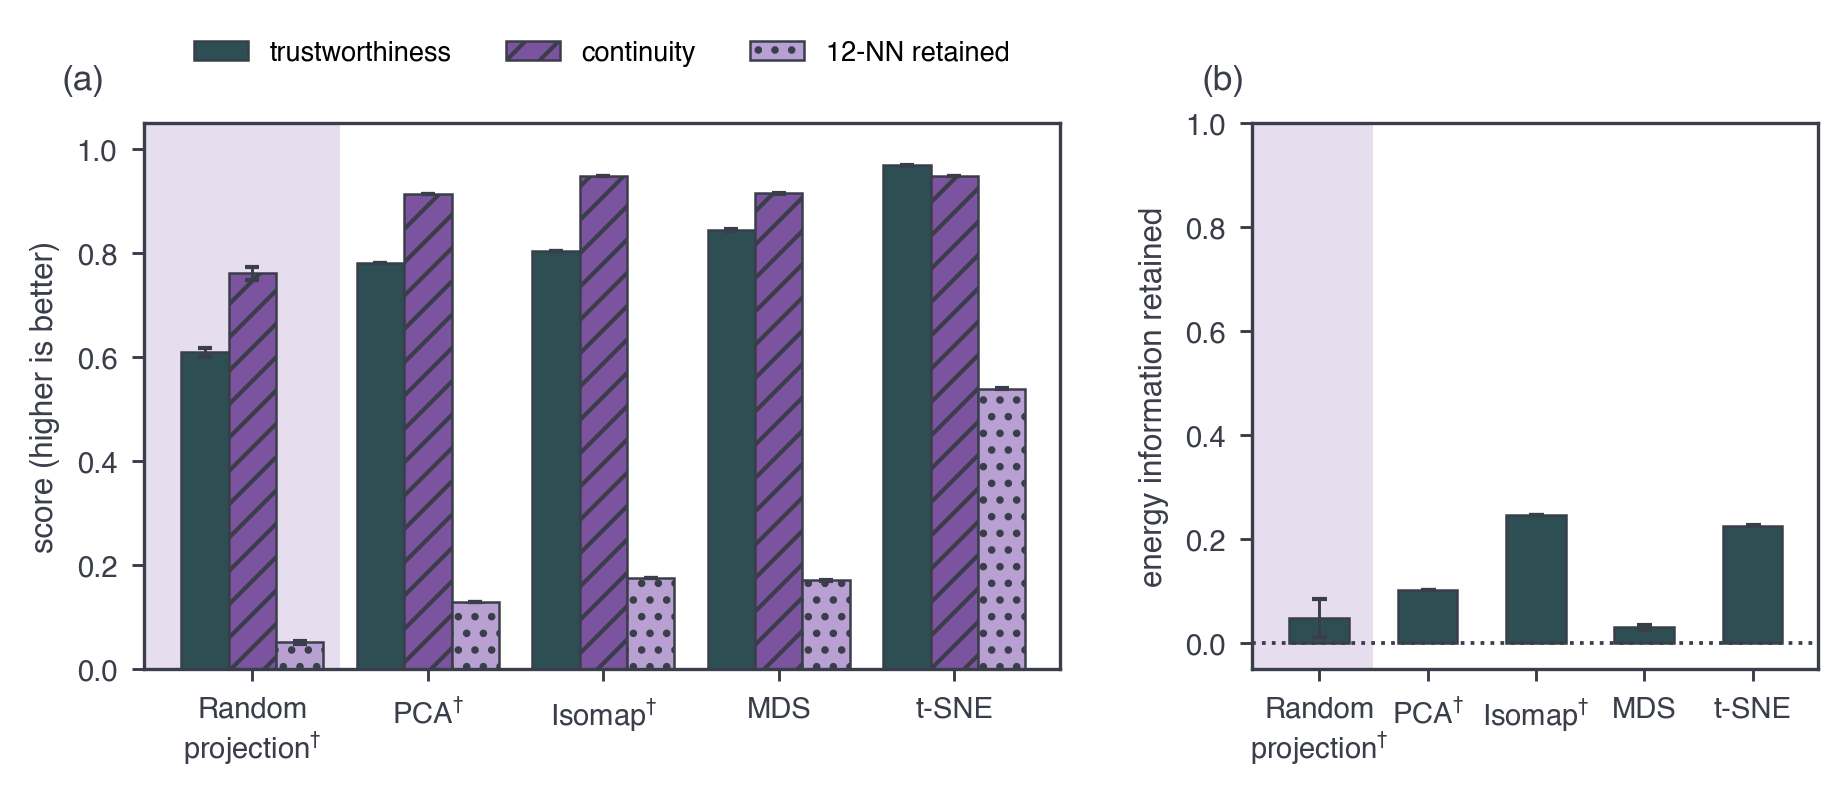 trustworthiness
continuity
12-NN retained
(a)
score (higher is better)
1.0
0.8
0.6
0.4
0.2
0.0
Random
projection†
PCA†
Isomap†
MDS
t-SNE
(b)
energy information retained
1.0
0.8
0.6
0.4
0.2
0.0
Random
projection†
PCA†
Isomap†
MDS
t-SNE